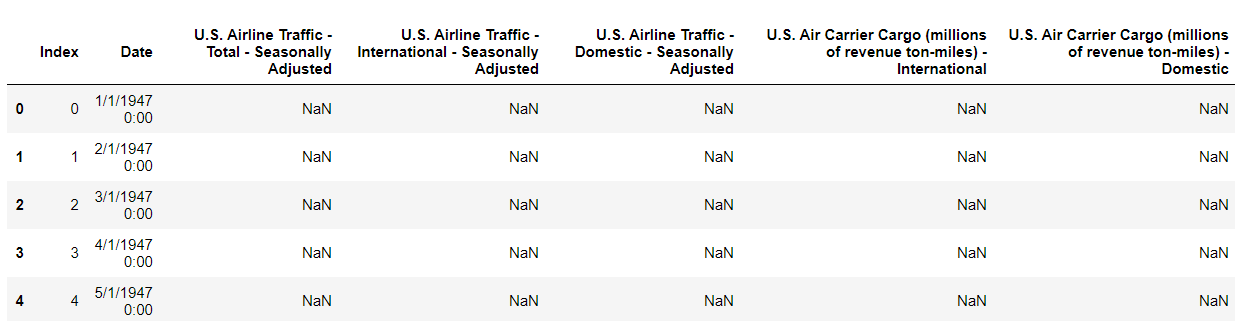 Index Date U.S. Airline Traffic - Total - Seasonally Adjusted U.S. Airline Traffic - International - Seasonally Adjusted U.S. Airline Traffic - Domestic - Seasonally Adjusted U.S. Air Carrier Cargo (millions of revenue ton-miles) - International U.S. Air Carrier Cargo (millions of revenue ton-miles) - Domestic
0 0 1/1/1947 0:00 NaN NaN NaN NaN NaN
1 1 2/1/1947 0:00 NaN NaN NaN NaN NaN
2 2 3/1/1947 0:00 NaN NaN NaN NaN NaN
3 3 4/1/1947 0:00 NaN NaN NaN NaN NaN
4 4 5/1/1947 0:00 NaN NaN NaN NaN NaN